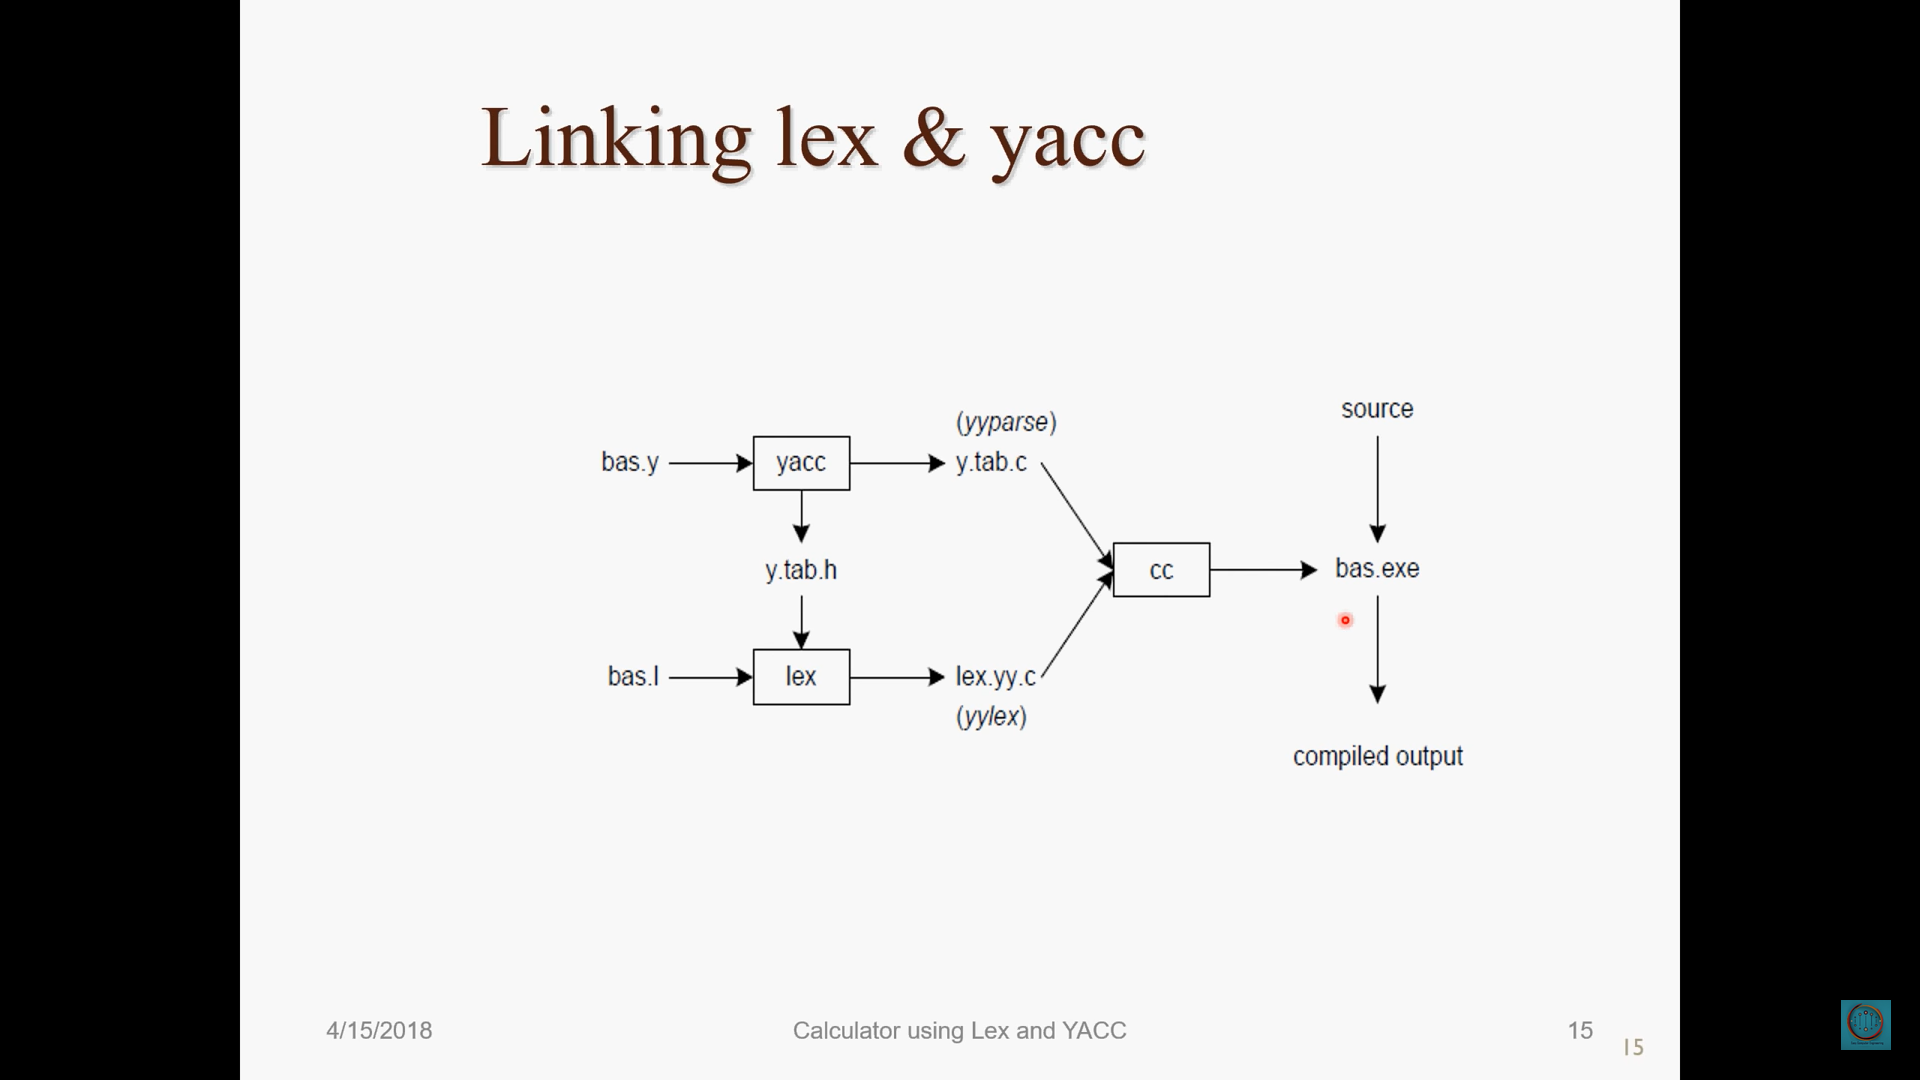 Linking lex & yacc
(yyparse)
source
bas.y
yacc
y.tab.c
y.tab.h
cc
bas.exe
bas.l
lex
lex.yy.c
(yylex)
compiled output
4/15/2018
Calculator using Lex and YACC
15
15